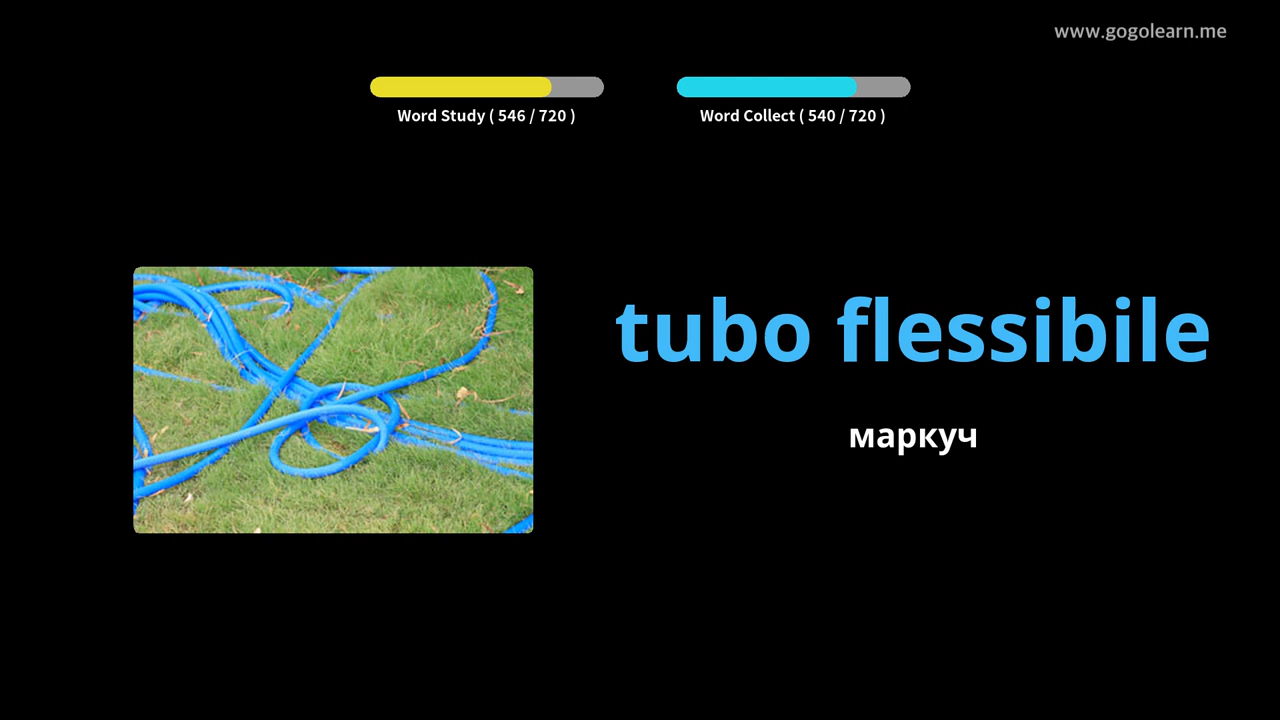 www.gogolearn.me
Word Study ( 546 / 720 )
Word Collect ( 540 / 720 )
tubo flessibile
маркуч